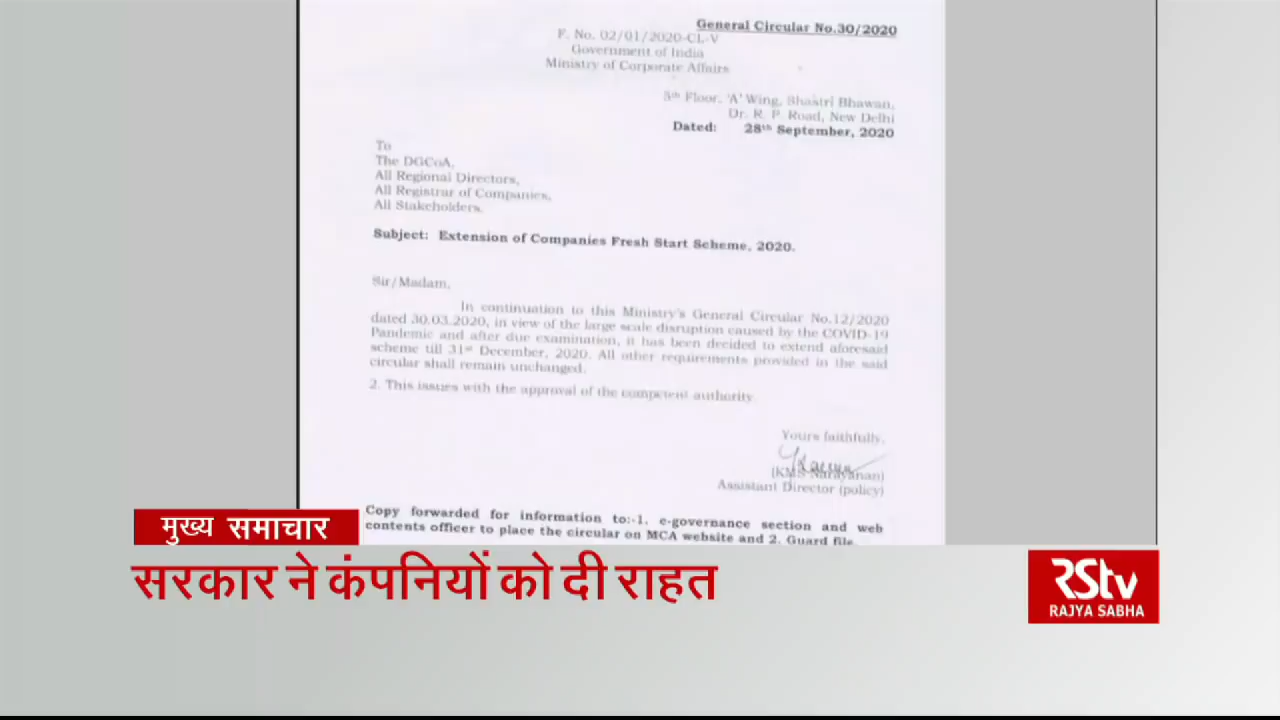 General Circular No.30/2020
F. No. 02/01/2020-CL-V
Government of India
Ministry of Corporate Affairs
5th Floor, 'A' Wing, Shastri Bhawan,
Dr. R. P. Road, New Delhi
Dated: 28th September, 2020
To
The DGCoA,
All Regional Directors,
All Registrar of Companies,
All Stakeholders.
Subject: Extension of Companies Fresh Start Scheme, 2020.
Sir/Madam,
In continuation to this Ministry's General Circular No.12/2020
dated 30.03.2020, in view of the large scale disruption caused by the COVID-19
Pandemic and after due examination, it has been decided to extend aforesaid
scheme till 31st December, 2020. All other requirements provided in the said
circular shall remain unchanged.
2. This issues with the approval of the competent authority
Yours faithfully,
(KMS Narayanan)
Assistant Director (policy)
Copy forwarded for information to:-1. e-governance section and web
contents officer to place the circular on MCA website and 2. Guard file.
मुख्य समाचार
सरकार ने कंपनियों को दी राहत
RSTV
RAJYA SABHA